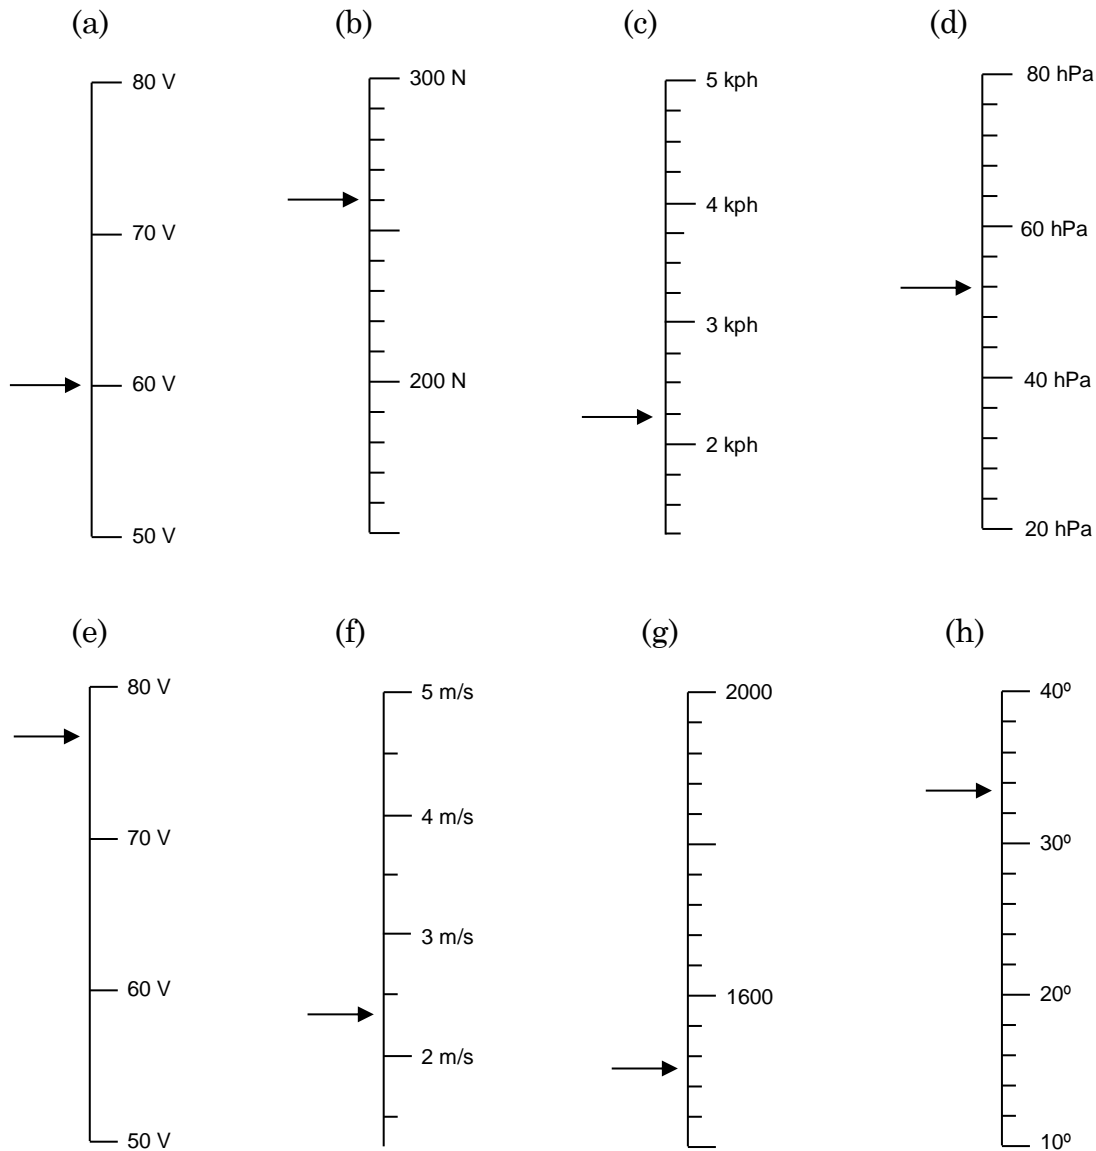 (a) (b) (c) (d)
80 V 300 N 5 kph 80 hPa
70 V 4 kph 60 hPa
60 V 200 N 3 kph 40 hPa
2 kph
50 V 20 hPa
(e) (f) (g) (h)
80 V 5 m/s 2000 40º
70 V 4 m/s 30º
60 V 3 m/s 1600 20º
2 m/s
50 V 10º